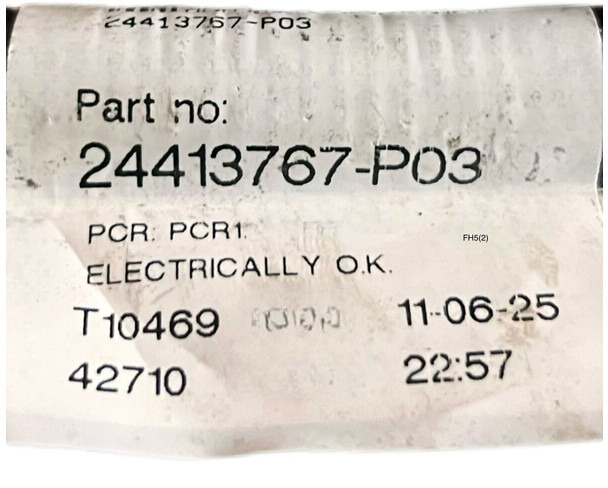 24413767-P03
Part no:
24413767-P03
PCR: PCR1
FH5(2)
ELECTRICALLY O.K.
T10469 11-06-25
42710 22:57